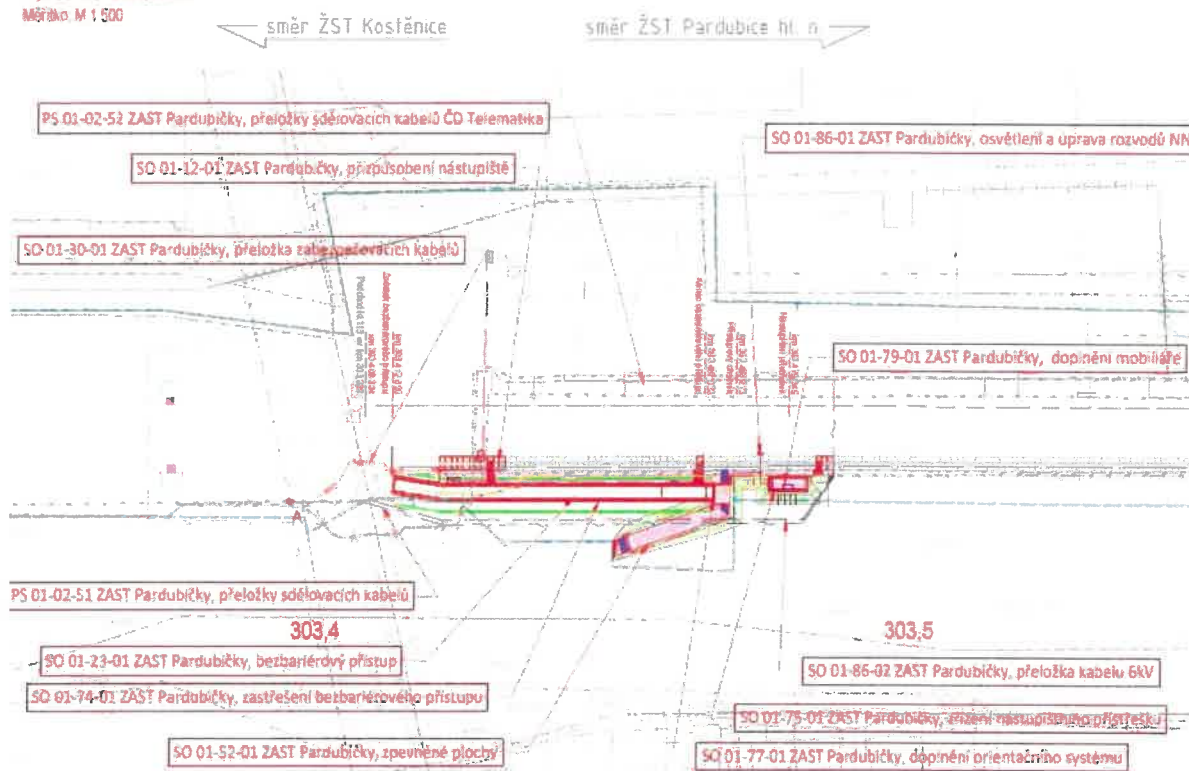 Měřítko M 1:500
směr ŽST Kostěnice
směr ŽST Pardubice hl. n
PS 01-02-52 ZAST Pardubičky, přeložky sdělovacích kabelů ČD Telematika
SO 01-86-01 ZAST Pardubičky, osvětlení a úprava rozvodů NN
SO 01-12-01 ZAST Pardubičky, přizpůsobení nástupiště
SO 01-30-01 ZAST Pardubičky, přeložka zabezpečovacích kabelů
SO 01-79-01 ZAST Pardubičky, doplnění mobiliáře
PS 01-02-51 ZAST Pardubičky, přeložky sdělovacích kabelů
303,4
303,5
SO 01-23-01 ZAST Pardubičky, bezbariérový přístup
SO 01-86-02 ZAST Pardubičky, přeložka kabelu 6kV
SO 01-74-01 ZAST Pardubičky, zastřešení bezbariérového přístupu
SO 01-75-01 ZAST Pardubičky, zřízení nástupištního přístřešk
SO 01-52-01 ZAST Pardubičky, zpevněné plochy
SO 01-77-01 ZAST Pardubičky, doplnění orientačního systému